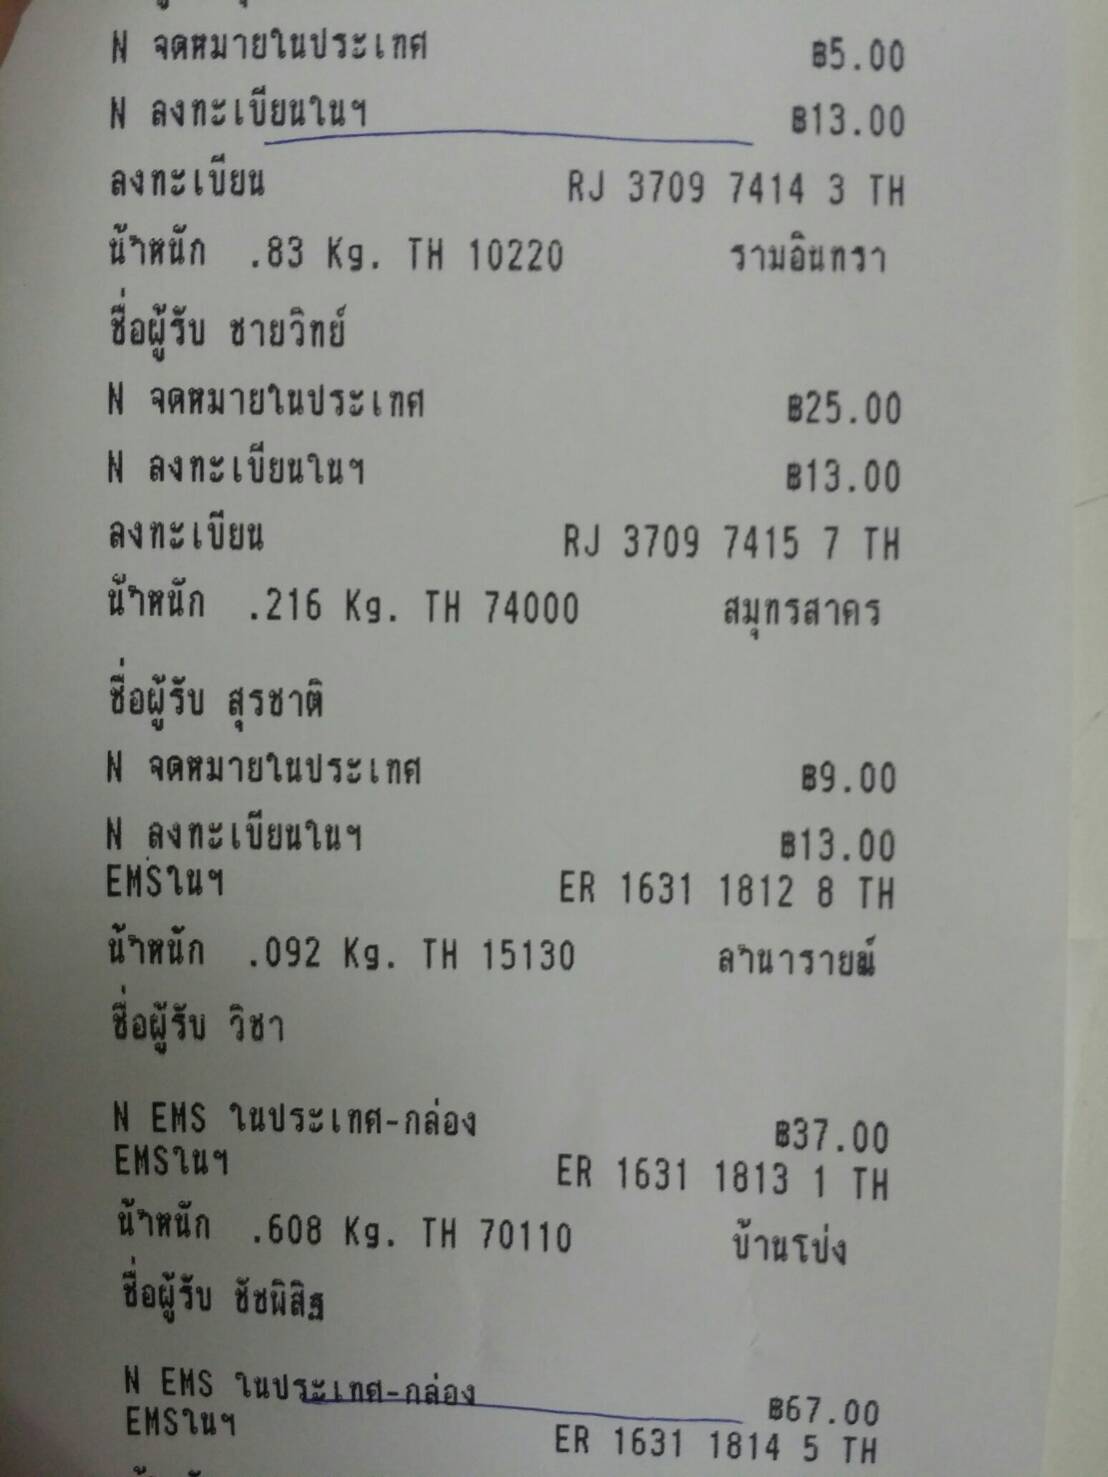 N จดหมายในประเทศ ฿5.00
N ลงทะเบียนในฯ ฿13.00
ลงทะเบียน RJ 3709 7414 3 TH
น้ำหนัก .83 Kg. TH 10220 รามอินทรา
ชื่อผู้รับ ชายวิทย์
N จดหมายในประเทศ ฿25.00
N ลงทะเบียนในฯ ฿13.00
ลงทะเบียน RJ 3709 7415 7 TH
น้ำหนัก .216 Kg. TH 74000 สมุทรสาคร
ชื่อผู้รับ สุรชาติ
N จดหมายในประเทศ ฿9.00
N ลงทะเบียนในฯ ฿13.00
EMSในฯ ER 1631 1812 8 TH
น้ำหนัก .092 Kg. TH 15130 ลำนารายณ์
ชื่อผู้รับ วิชา
N EMS ในประเทศ-กล่อง ฿37.00
EMSในฯ ER 1631 1813 1 TH
น้ำหนัก .608 Kg. TH 70110 บ้านโป่ง
ชื่อผู้รับ ชัชพิสิฐ
N EMS ในประเทศ-กล่อง ฿67.00
EMSในฯ ER 1631 1814 5 TH